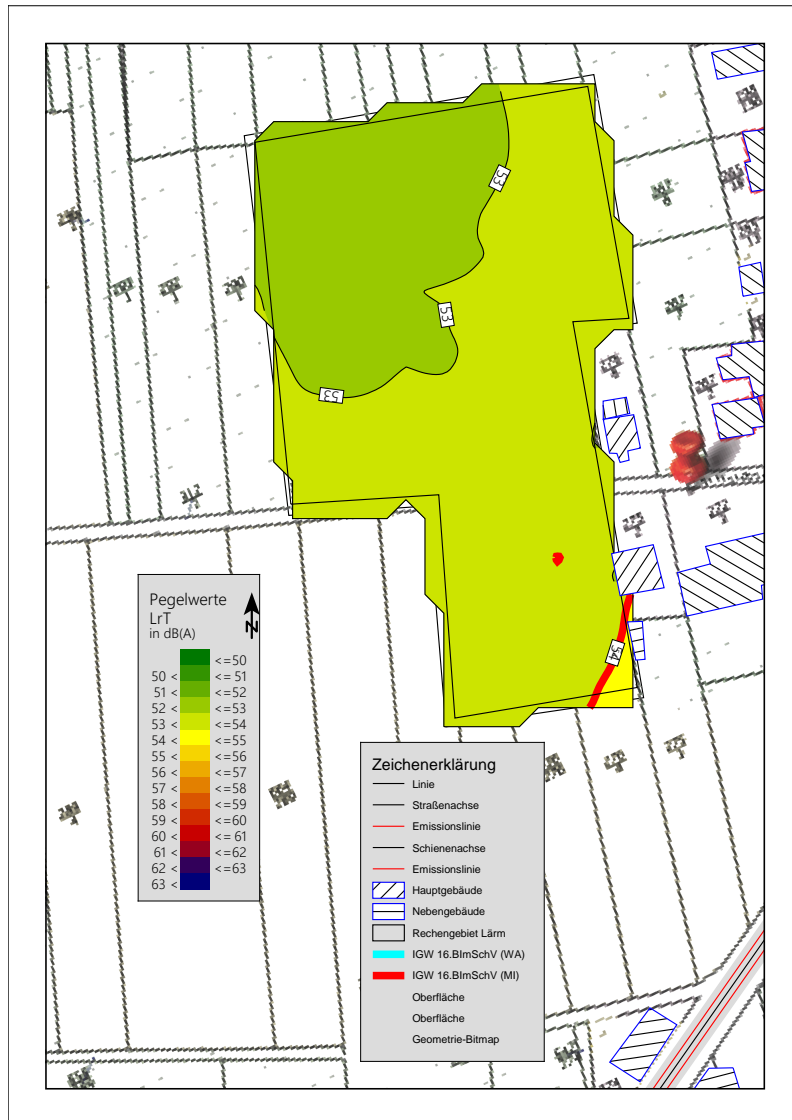 53
53
53
54
Pegelwerte
LrT
in dB(A)
N
<=50
50 < <= 51
51 < <=52
52 < <=53
53 < <=54
54 < <=55
55 < <=56
56 < <=57
57 < <=58
58 < <=59
59 < <=60
60 < <= 61
61 < <=62
62 < <=63
63 <
Zeichenerklärung
Linie
Straßenachse
Emissionslinie
Schienenachse
Emissionslinie
Hauptgebäude
Nebengebäude
Rechengebiet Lärm
IGW 16.BImSchV (WA)
IGW 16.BImSchV (MI)
Oberfläche
Oberfläche
Geometrie-Bitmap